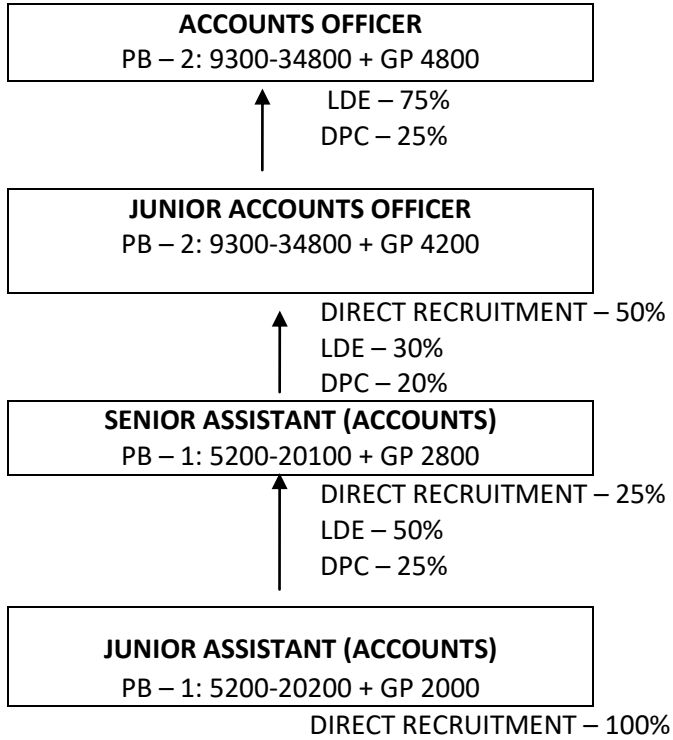 ACCOUNTS OFFICER
PB – 2: 9300-34800 + GP 4800
LDE – 75%
DPC – 25%
JUNIOR ACCOUNTS OFFICER
PB – 2: 9300-34800 + GP 4200
DIRECT RECRUITMENT – 50%
LDE – 30%
DPC – 20%
SENIOR ASSISTANT (ACCOUNTS)
PB – 1: 5200-20100 + GP 2800
DIRECT RECRUITMENT – 25%
LDE – 50%
DPC – 25%
JUNIOR ASSISTANT (ACCOUNTS)
PB – 1: 5200-20200 + GP 2000
DIRECT RECRUITMENT – 100%